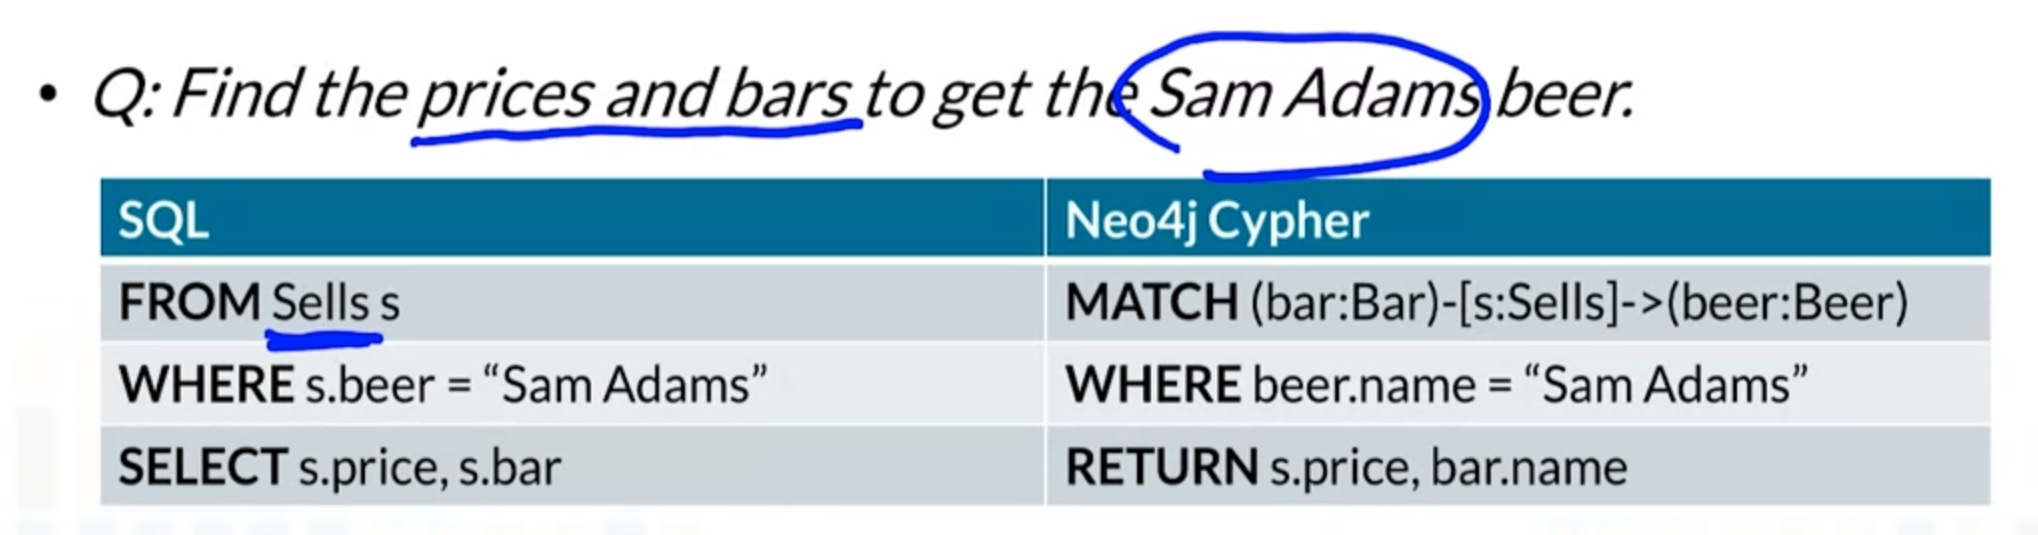 • Q: Find the prices and bars to get the Sam Adams beer.
SQL Neo4j Cypher
FROM Sells s MATCH (bar:Bar)-[s:Sells]->(beer:Beer)
WHERE s.beer = “Sam Adams” WHERE beer.name = “Sam Adams”
SELECT s.price, s.bar RETURN s.price, bar.name